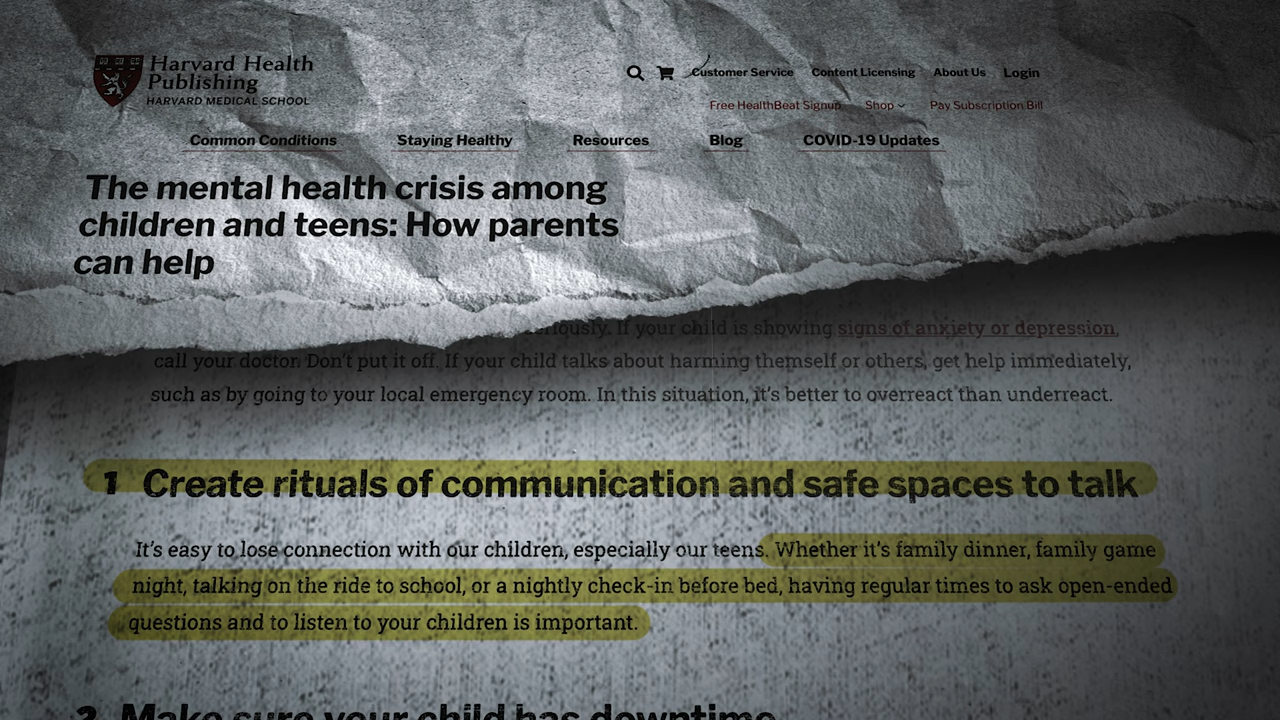 Harvard Health
Publishing
HARVARD MEDICAL SCHOOL
Customer Service Content Licensing About Us Login
Free HealthBeat Signup Shop Pay Subscription Bill
Common Conditions Staying Healthy Resources Blog COVID-19 Updates
The mental health crisis among
children and teens: How parents
can help
If your child is showing signs of anxiety or depression,
call your doctor. Don't put it off. If your child talks about harming themself or others, get help immediately,
such as by going to your local emergency room. In this situation, it's better to overreact than underreact.
1 Create rituals of communication and safe spaces to talk
It's easy to lose connection with our children, especially our teens. Whether it's family dinner, family game
night, talking on the ride to school, or a nightly check-in before bed, having regular times to ask open-ended
questions and to listen to your children is important.
2 Make sure your child has downtime